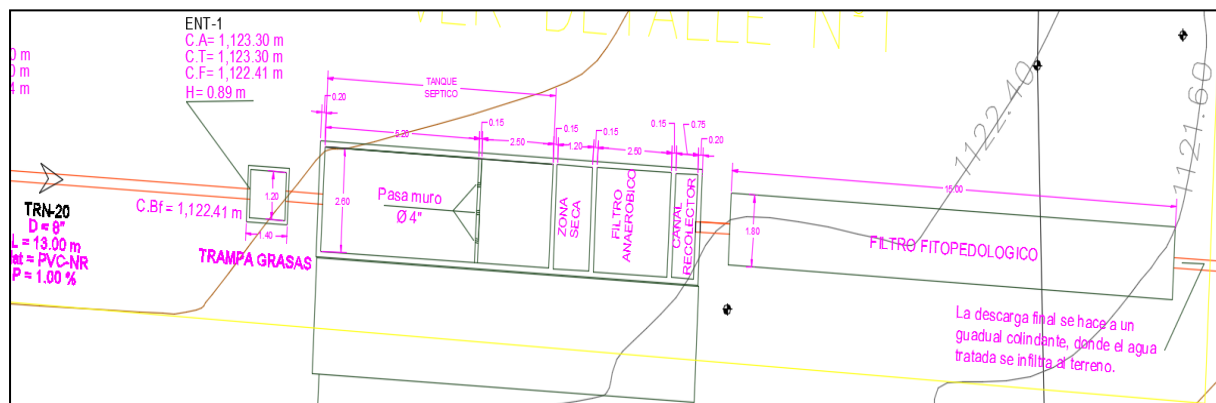 VER DETALLE Nº1
ENT-1
C.A= 1,123.30 m
C.T= 1,123.30 m
C.F= 1,122.41 m
H= 0.89 m
0 m
0 m
4 m
TANQUE
SEPTICO
0.20
5.20
0.15
2.50
0.15
1.20
0.15
2.50
0.15
0.75
0.20
1122.40
1121.60
15.00
1.20
1.40
C.Bf = 1,122.41 m
TRAMPA GRASAS
2.60
Pasa muro
Ø 4"
ZONA
SECA
FILTRO
ANAEROBICO
CANAL
RECOLECTOR
1.80
FILTRO FITOPEDOLOGICO
TRN-20
D = 8"
L = 13.00 m
Mat = PVC-NR
P = 1.00 %
La descarga final se hace a un
guadual colindante, donde el agua
tratada se infiltra al terreno.